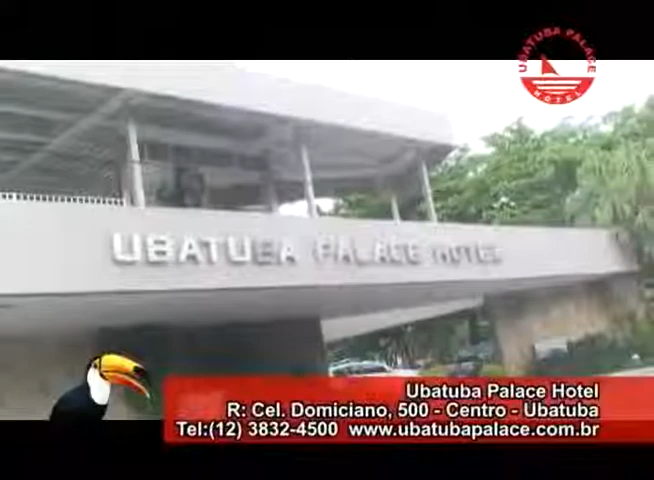 UBATUBA PALACE
HOTEL
UBATUBA PALACE HOTEL
Ubatuba Palace Hotel
R: Cel. Domiciano, 500 - Centro - Ubatuba
Tel:(12) 3832-4500 www.ubatubapalace.com.br